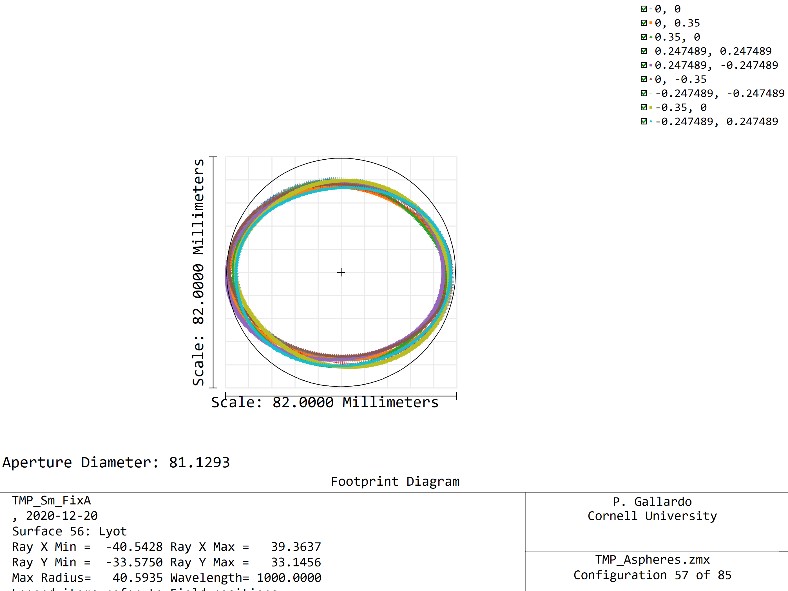 0, 0
0, 0.35
0.35, 0
0.247489, 0.247489
0.247489, -0.247489
0, -0.35
-0.247489, -0.247489
-0.35, 0
-0.247489, 0.247489
Scale: 82.0000 Millimeters
Scale: 82.0000 Millimeters
Aperture Diameter: 81.1293
Footprint Diagram
TMP_Sm_FixA
, 2020-12-20
Surface 56: Lyot
Ray X Min = -40.5428 Ray X Max = 39.3637
Ray Y Min = -33.5750 Ray Y Max = 33.1456
Max Radius= 40.5935 Wavelength= 1000.0000
P. Gallardo
Cornell University
TMP_Aspheres.zmx
Configuration 57 of 85